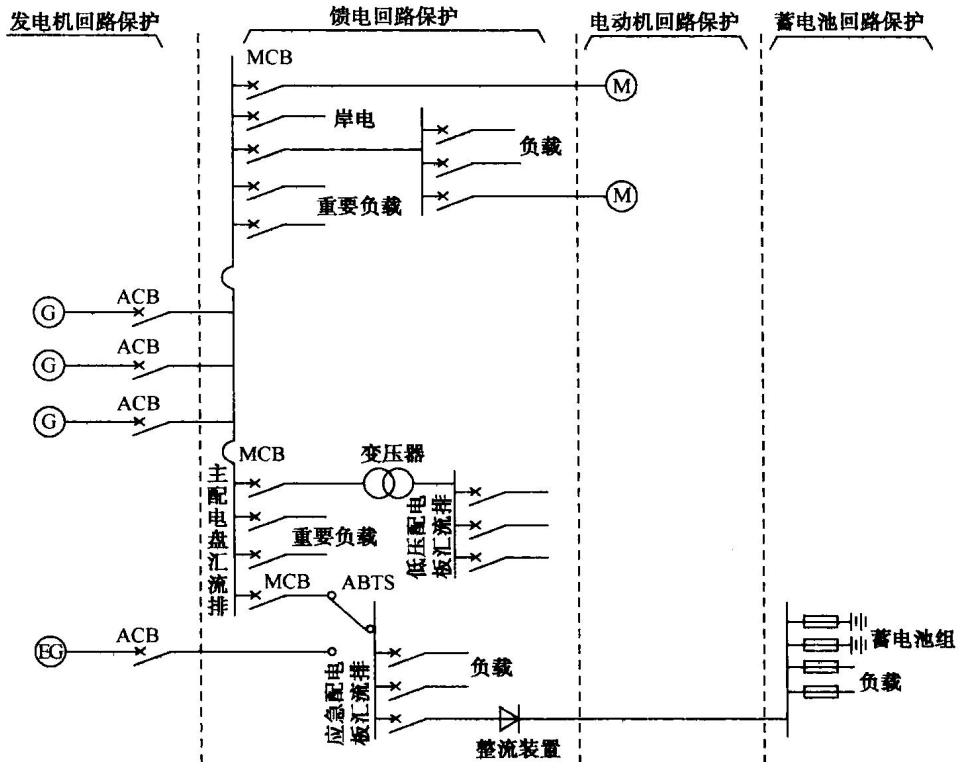 发电机回路保护
馈电回路保护
电动机回路保护
蓄电池回路保护
MCB
M
岸电
负载
重要负载
M
ACB
G
ACB
G
ACB
G
MCB
变压器
主配电盘汇流排
重要负载
低压配电
板汇流排
MCB
ABTS
ACB
EG
应急配电
板汇流排
负载
整流装置
蓄电池组
负载